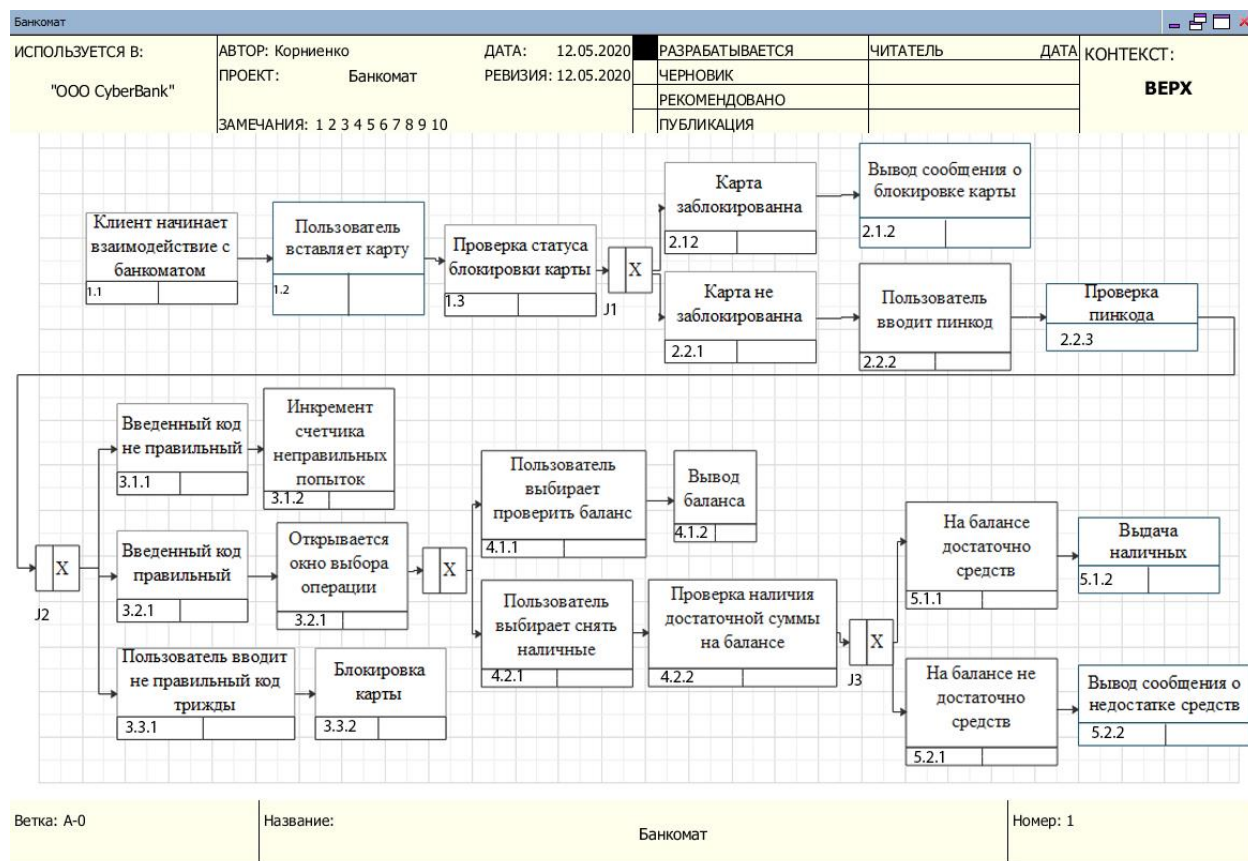 Банкомат
ИСПОЛЬЗУЕТСЯ В:
"ООО CyberBank"
АВТОР: Корниенко
ДАТА: 12.05.2020
ПРОЕКТ: Банкомат
РЕВИЗИЯ: 12.05.2020
ЗАМЕЧАНИЯ: 1 2 3 4 5 6 7 8 9 10
РАЗРАБАТЫВАЕТСЯ
ЧЕРНОВИК
РЕКОМЕНДОВАНО
ПУБЛИКАЦИЯ
ЧИТАТЕЛЬ
ДАТА
КОНТЕКСТ:
ВЕРХ
Клиент начинает
взаимодействие с
банкоматом
1.1
Пользователь
вставляет карту
1.2
Проверка статуса
блокировки карты
1.3
X
J1
Карта
заблокированна
2.12
Вывод сообщения о
блокировке карты
2.1.2
Карта не
заблокированна
2.2.1
Пользователь
вводит пинкод
2.2.2
Проверка
пинкода
2.2.3
X
J2
Введенный код
не правильный
3.1.1
Инкремент
счетчика
неправильных
попыток
3.1.2
Введенный код
правильный
3.2.1
Открывается
окно выбора
операции
3.2.1
Пользователь вводит
не правильный код
трижды
3.3.1
Блокировка
карты
3.3.2
X
Пользователь
выбирает
проверить баланс
4.1.1
Вывод
баланса
4.1.2
Пользователь
выбирает снять
наличные
4.2.1
Проверка наличия
достаточной суммы
на балансе
4.2.2
X
J3
На балансе
достаточно
средств
5.1.1
Выдача
наличных
5.1.2
На балансе не
достаточно
средств
5.2.1
Вывод сообщения о
недостатке средств
5.2.2
Ветка: А-0
Название:
Банкомат
Номер: 1